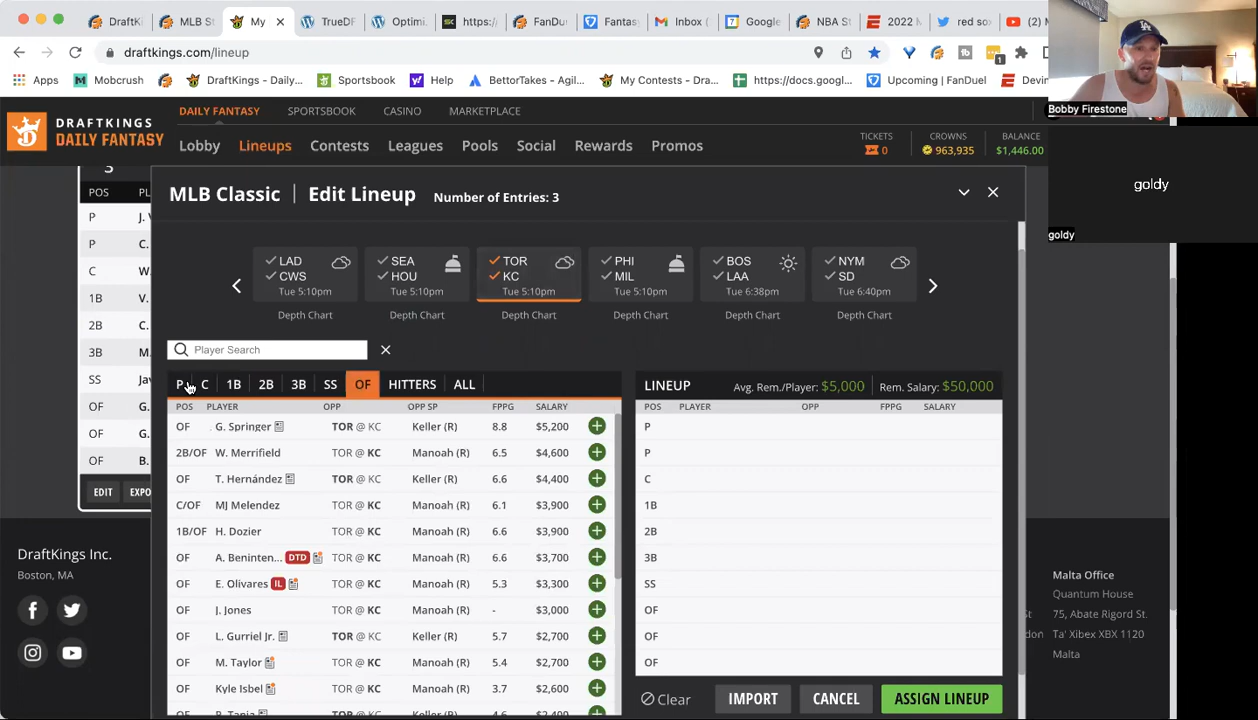 DraftKi
MLB St
My
TrueDF
Optimi
https:/
FanDu
Fantasy
Inbox (
Google
NBA St
2022 M
red sox
(2) M
draftkings.com/lineup
1
Apps
Mobcrush
DraftKings - Daily...
Sportsbook
Help
BettorTakes - Agil...
My Contests - Dra...
https://docs.googl...
Upcoming | FanDuel
Devin
Bobby Firestone
goldy
goldy
DRAFTKINGS
DAILY FANTASY
DAILY FANTASY
SPORTSBOOK
CASINO
MARKETPLACE
Lobby
Lineups
Contests
Leagues
Pools
Social
Rewards
Promos
TICKETS
0
CROWNS
963,935
BALANCE
$1,446.00
3
POS PL
P J. V
P C.
C W
1B V.
2B C.
3B M.
SS Jav
OF G.
OF G.
OF B.
EDIT EXPO
MLB Classic | Edit Lineup
Number of Entries: 3
LAD
CWS
Tue 5:10pm
Depth Chart
SEA
HOU
Tue 5:10pm
Depth Chart
TOR
KC
Tue 5:10pm
Depth Chart
PHI
MIL
Tue 5:10pm
Depth Chart
BOS
LAA
Tue 6:38pm
Depth Chart
NYM
SD
Tue 6:40pm
Depth Chart
Player Search
P C 1B 2B 3B SS OF HITTERS ALL
POS PLAYER OPP OPP SP FPPG SALARY
OF G. Springer TOR @ KC Keller (R) 8.8 $5,200
2B/OF W. Merrifield TOR @ KC Manoah (R) 6.5 $4,600
OF T. Hernández TOR @ KC Keller (R) 6.6 $4,400
C/OF MJ Melendez TOR @ KC Manoah (R) 6.1 $3,900
1B/OF H. Dozier TOR @ KC Manoah (R) 6.6 $3,900
OF A. Beninten... DTD TOR @ KC Manoah (R) 6.6 $3,700
OF E. Olivares IL TOR @ KC Manoah (R) 5.3 $3,300
OF J. Jones TOR @ KC Manoah (R) - $3,000
OF L. Gurriel Jr. TOR @ KC Keller (R) 5.7 $2,700
OF M. Taylor TOR @ KC Manoah (R) 5.4 $2,700
OF Kyle Isbel TOR @ KC Manoah (R) 3.7 $2,600
LINEUP
Avg. Rem./Player: $5,000
Rem. Salary: $50,000
POS PLAYER OPP FPPG SALARY
P
P
C
1B
2B
3B
SS
OF
OF
OF
Clear
IMPORT
CANCEL
ASSIGN LINEUP
DraftKings Inc.
Boston, MA
Malta Office
Quantum House
75, Abate Rigord St.
Ta' Xibex XBX 1120
Malta